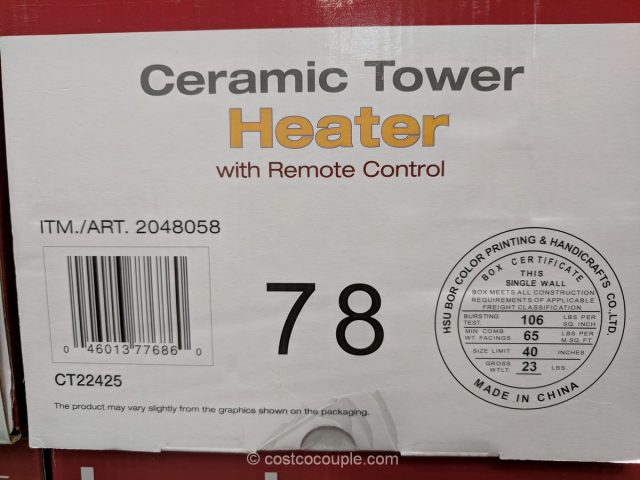 Ceramic Tower
Heater
with Remote Control
ITM./ART. 2048058
0 46013 77686 0
CT22425
78
HSU BOR COLOR PRINTING & HANDICRAFTS CO.,LTD.
BOX CERTIFICATE
THIS
SINGLE WALL
BOX MEETS ALL CONSTRUCTION
REQUIREMENTS OF APPLICABLE
FREIGHT CLASSIFICATION
BURSTING TEST 106 LBS PER SQ. INCH
MIN COMB. WT. FACINGS 65 LBS PER M.SQ.FT.
SIZE LIMIT 40 INCHES
GROSS WTLT. 23 LBS.
MADE IN CHINA
The product may vary slightly from the graphics shown on the packaging.
© costcocouple.com